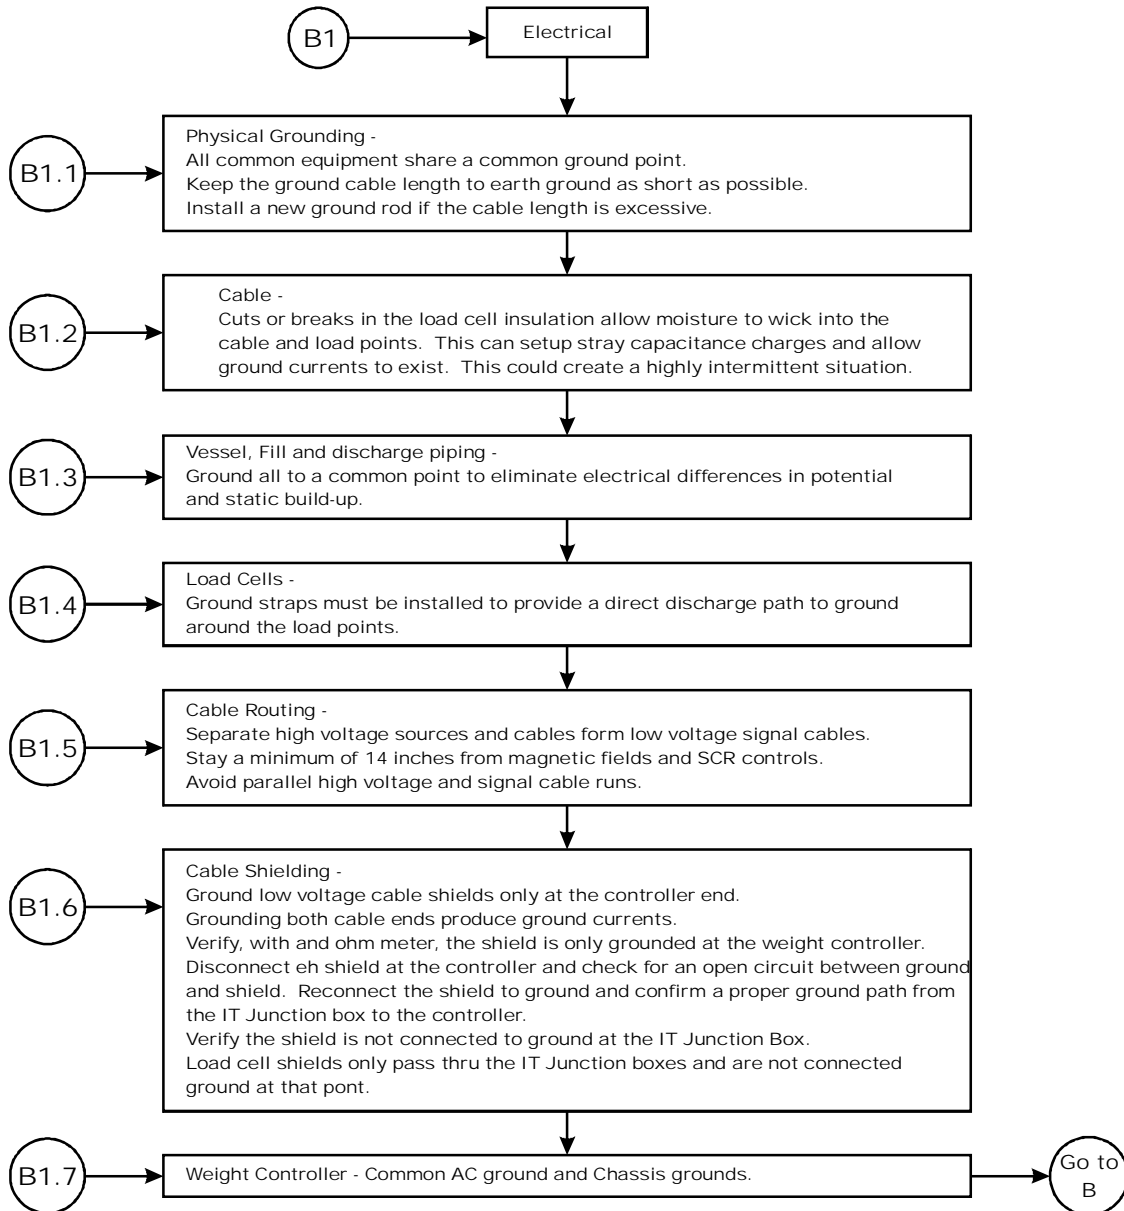 B1
Electrical
B1.1
Physical Grounding -
All common equipment share a common ground point.
Keep the ground cable length to earth ground as short as possible.
Install a new ground rod if the cable length is excessive.
B1.2
Cable -
Cuts or breaks in the load cell insulation allow moisture to wick into the
cable and load points.  This can setup stray capacitance charges and allow
ground currents to exist.  This could create a highly intermittent situation.
B1.3
Vessel, Fill and discharge piping -
Ground all to a common point to eliminate electrical differences in potential
and static build-up.
B1.4
Load Cells -
Ground straps must be installed to provide a direct discharge path to ground
around the load points.
B1.5
Cable Routing -
Separate high voltage sources and cables form low voltage signal cables.
Stay a minimum of 14 inches from magnetic fields and SCR controls.
Avoid parallel high voltage and signal cable runs.
B1.6
Cable Shielding -
Ground low voltage cable shields only at the controller end.
Grounding both cable ends produce ground currents.
Verify, with and ohm meter, the shield is only grounded at the weight controller.
Disconnect eh shield at the controller and check for an open circuit between ground
and shield.  Reconnect the shield to ground and confirm a proper ground path from
the IT Junction box to the controller.
Verify the shield is not connected to ground at the IT Junction Box.
Load cell shields only pass thru the IT Junction boxes and are not connected
ground at that pont.
B1.7
Weight Controller - Common AC ground and Chassis grounds.
Go to
B